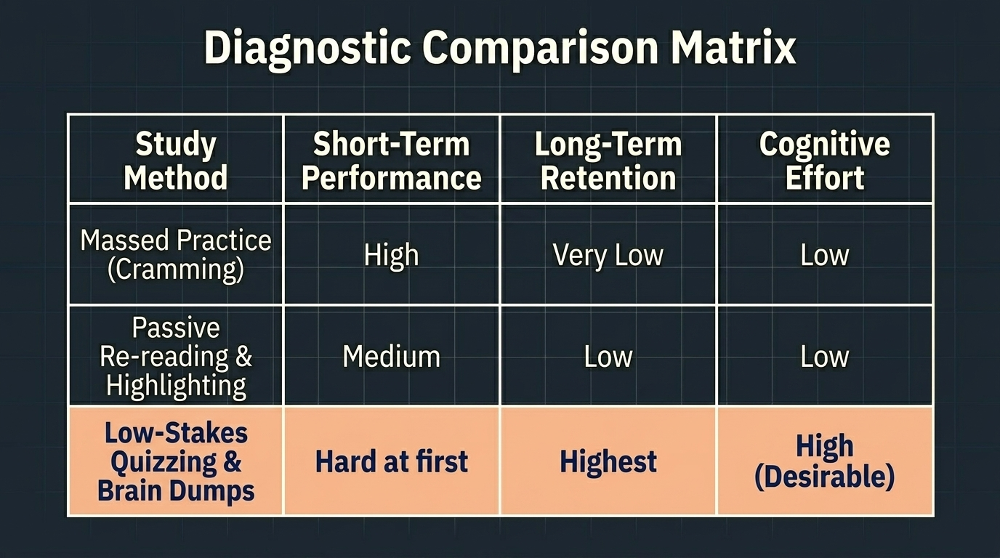 Diagnostic Comparison Matrix
Study
Method
Short-Term
Performance
Long-Term
Retention
Cognitive
Effort
Massed Practice
(Cramming)
High
Very Low
Low
Passive
Re-reading &
Highlighting
Medium
Low
Low
Low-Stakes
Quizzing &
Brain Dumps
Hard at first
Highest
High
(Desirable)